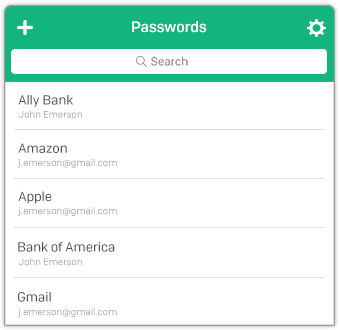 Passwords
Search
Ally Bank
John Emerson
Amazon
j.emerson@gmail.com
Apple
j.emerson@gmail.com
Bank of America
John Emerson
Gmail
j.emerson@gmail.com